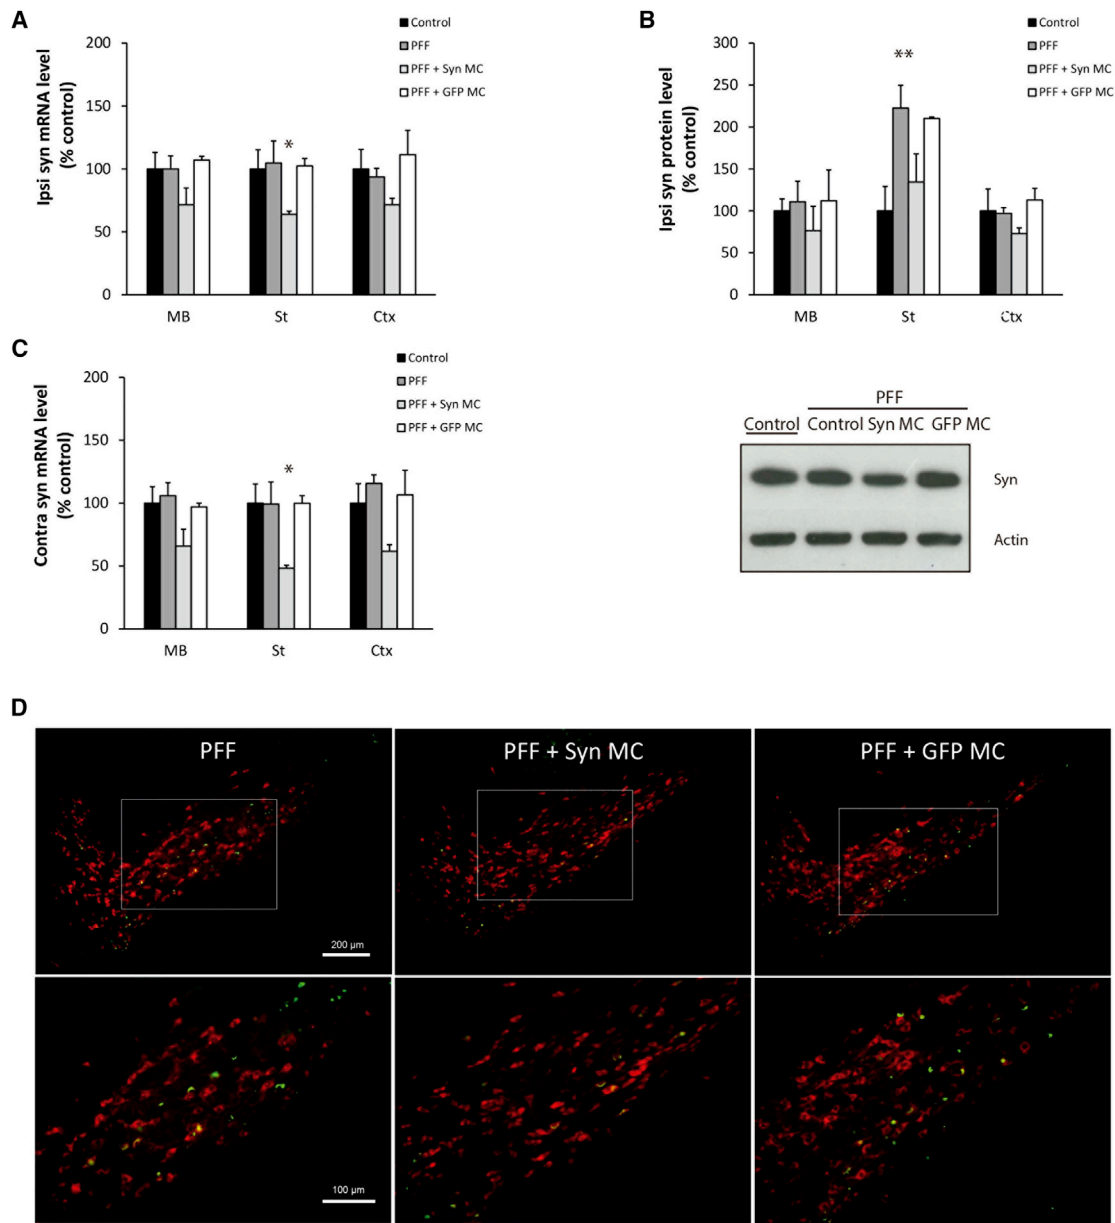 A
Ipsi syn mRNA level
(% control)
200
150
100
50
0
*
MB St Ctx
Control
PFF
PFF + Syn MC
PFF + GFP MC
B
Ipsi syn protein level
(% control)
300
250
200
150
100
50
0
**
MB St Ctx
Control
PFF
PFF + Syn MC
PFF + GFP MC
C
Contra syn mRNA level
(% control)
200
150
100
50
0
*
MB St Ctx
Control
PFF
PFF + Syn MC
PFF + GFP MC
PFF
Control Control Syn MC GFP MC
Syn
Actin
D
PFF
PFF + Syn MC
PFF + GFP MC
200 µm
100 µm